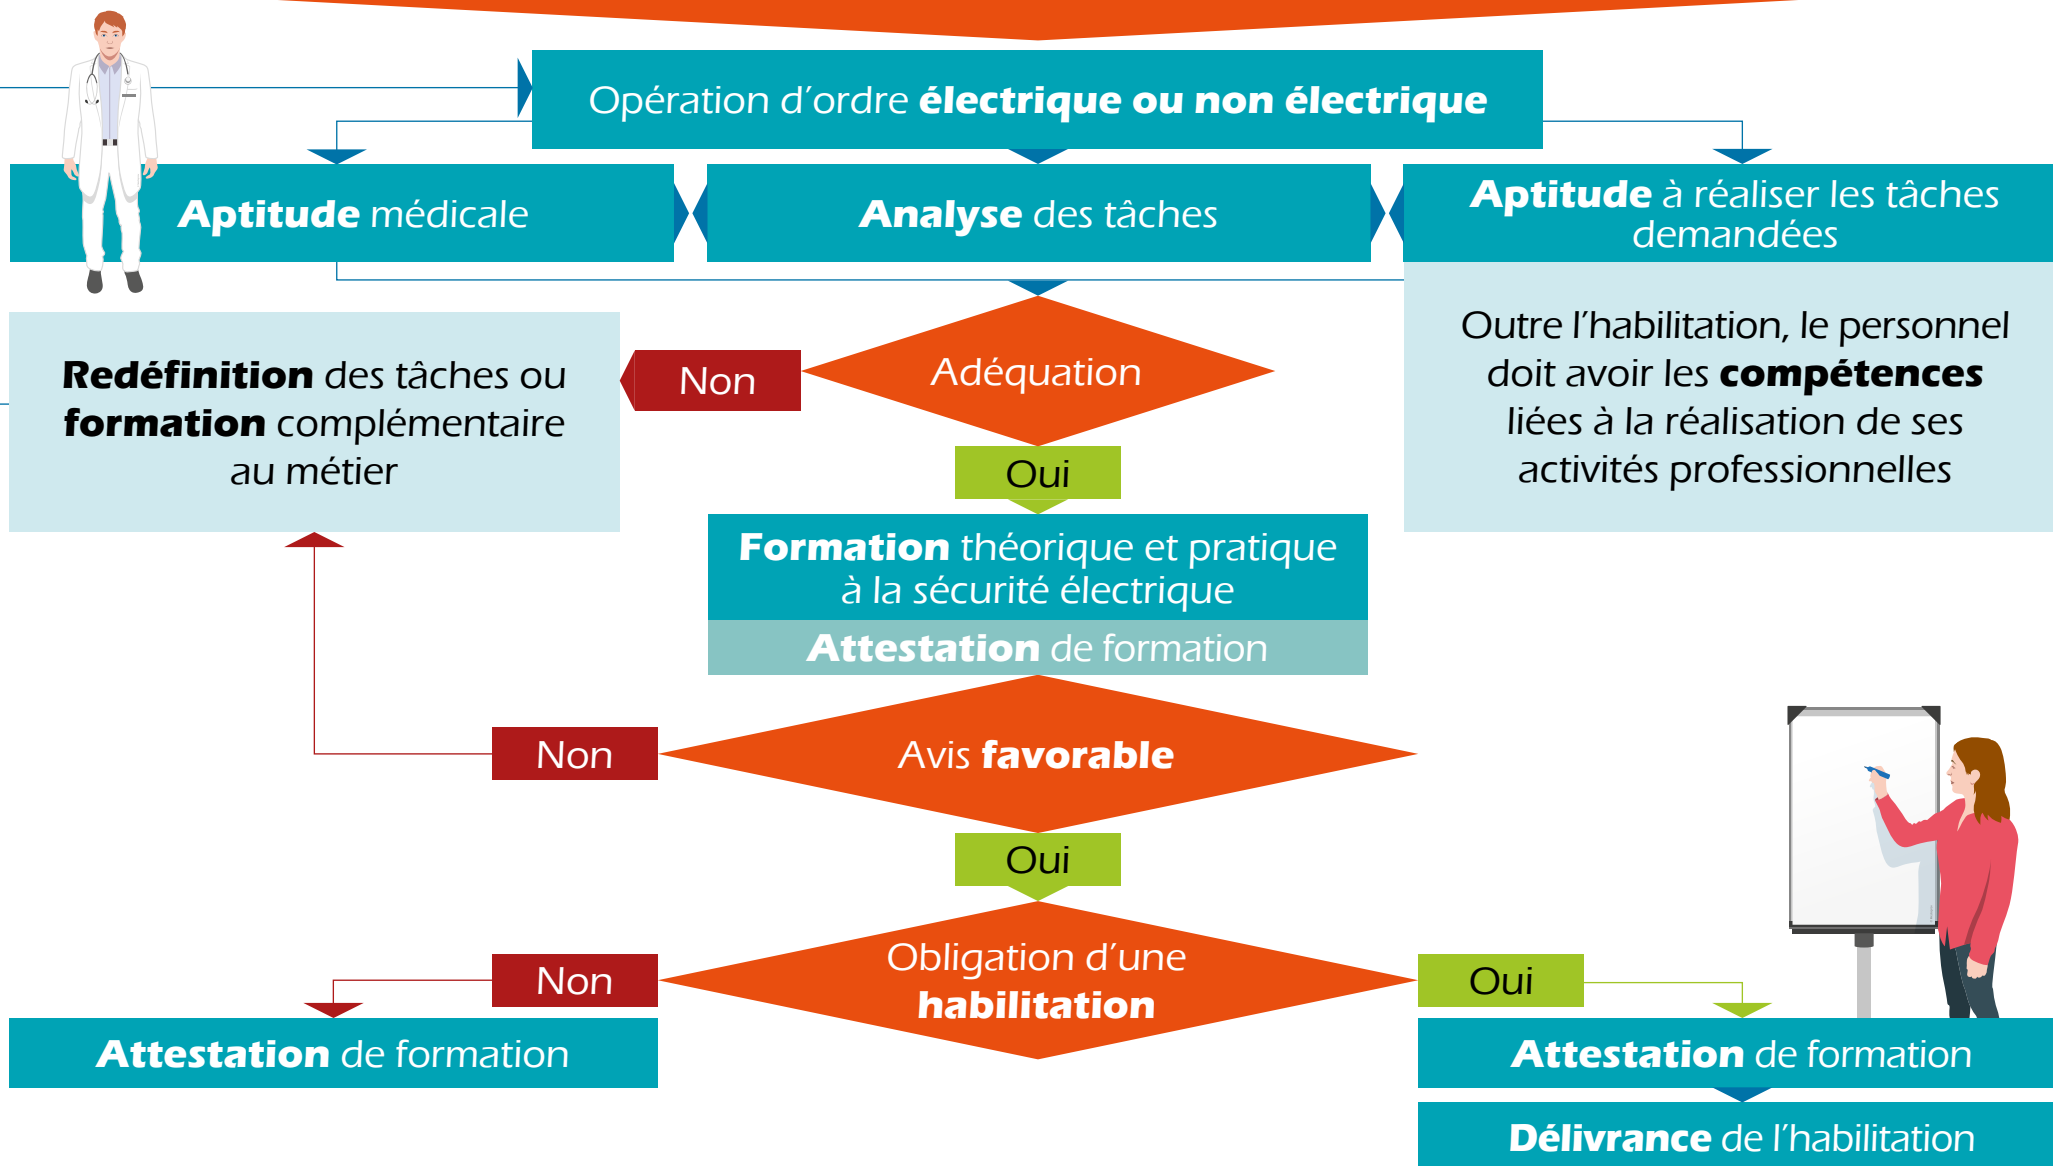 Opération d’ordre électrique ou non électrique
Aptitude médicale
Analyse des tâches
Aptitude à réaliser les tâches
demandées
Outre l’habilitation, le personnel
doit avoir les compétences
liées à la réalisation de ses
activités professionnelles
Adéquation
Non
Redéfinition des tâches ou
formation complémentaire
au métier
Oui
Formation théorique et pratique
à la sécurité électrique
Attestation de formation
Avis favorable
Non
Oui
Obligation d’une
habilitation
Non
Oui
Attestation de formation
Attestation de formation
Délivrance de l’habilitation